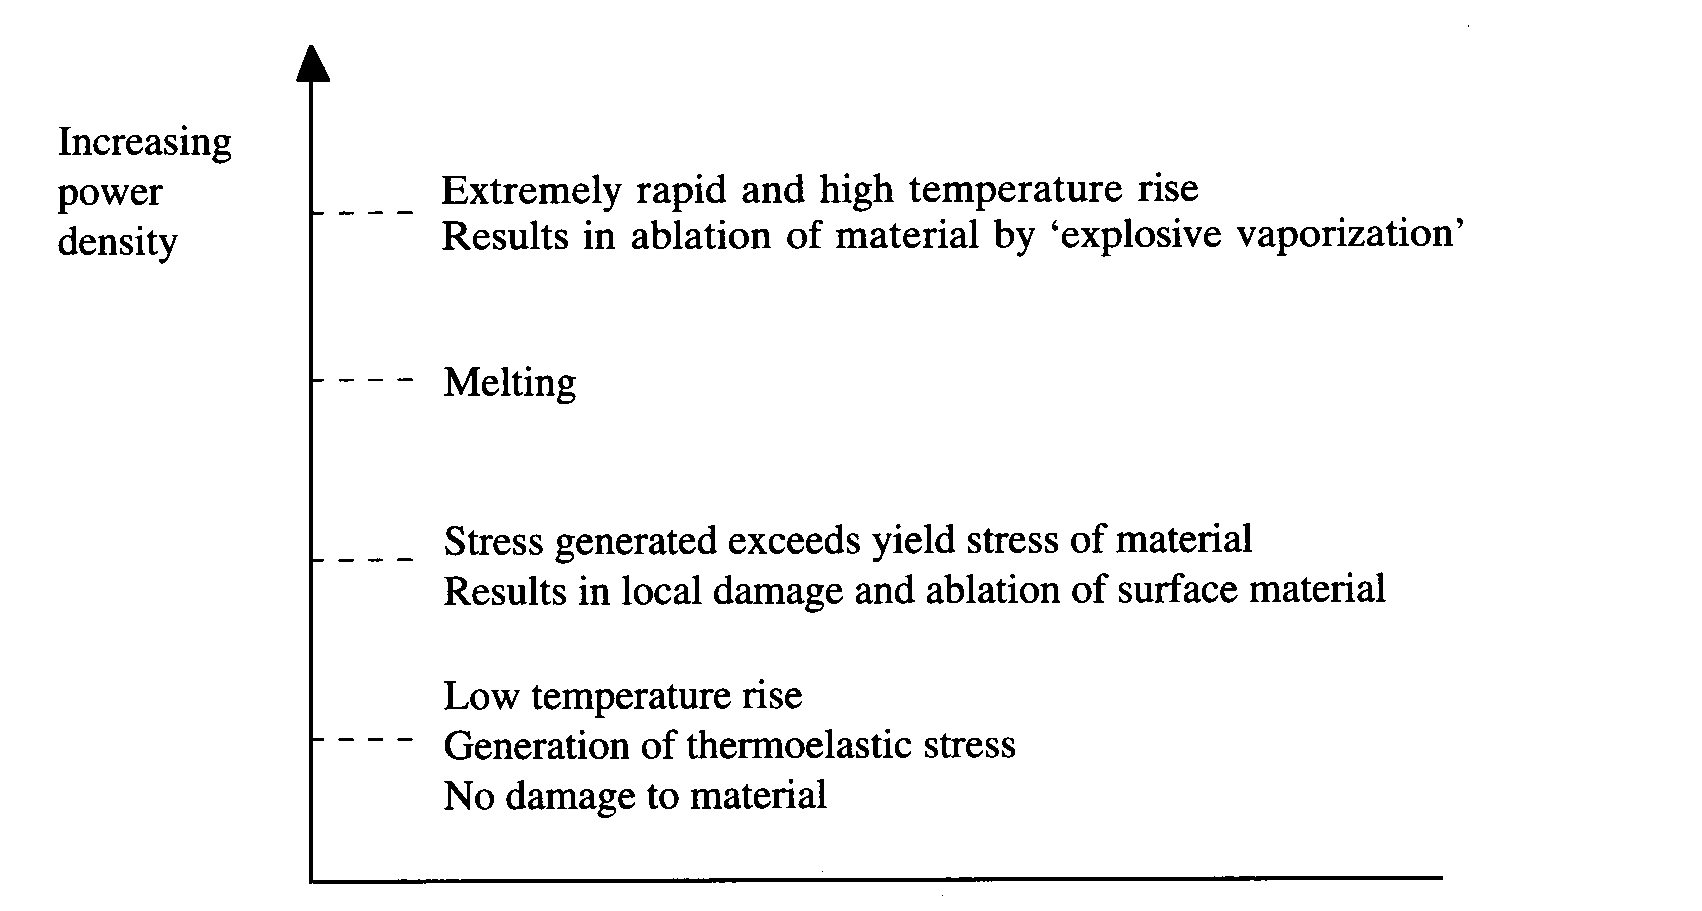 Increasing
power
density
Extremely rapid and high temperature rise
Results in ablation of material by ‘explosive vaporization’
Melting
Stress generated exceeds yield stress of material
Results in local damage and ablation of surface material
Low temperature rise
Generation of thermoelastic stress
No damage to material